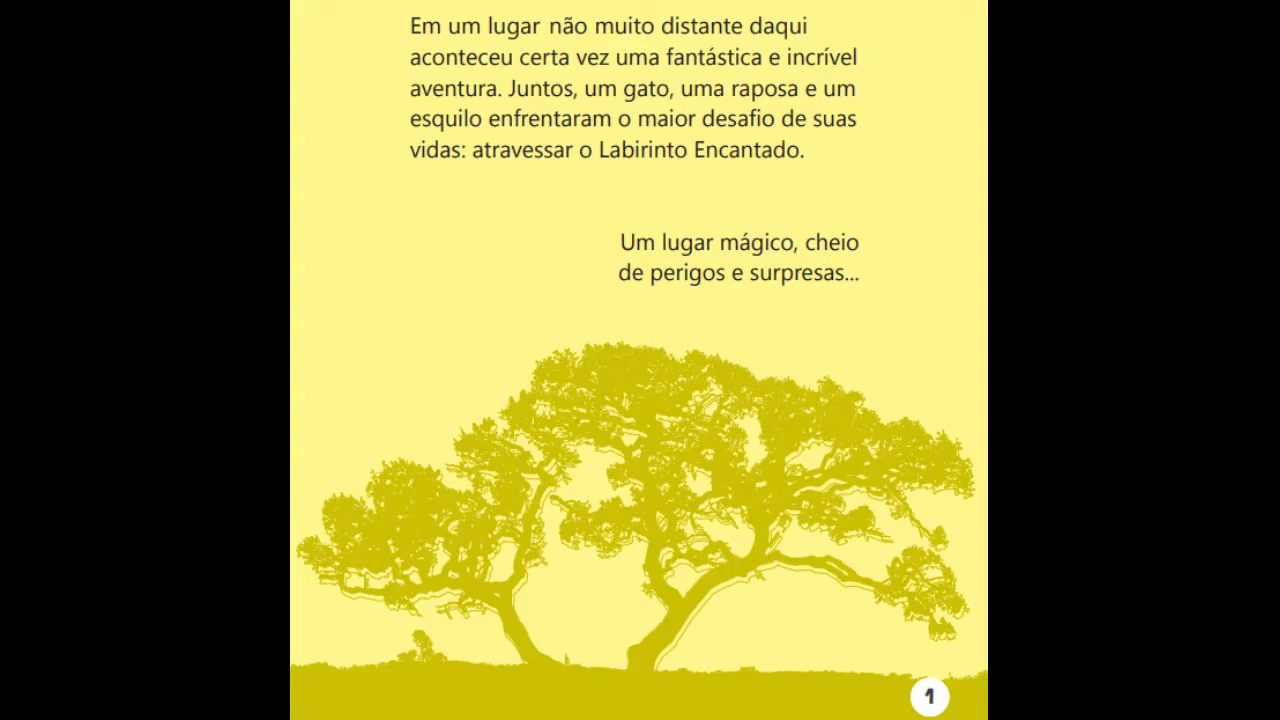 Em um lugar não muito distante daqui
aconteceu certa vez uma fantástica e incrível
aventura. Juntos, um gato, uma raposa e um
esquilo enfrentaram o maior desafio de suas
vidas: atravessar o Labirinto Encantado.
Um lugar mágico, cheio
de perigos e surpresas...
1